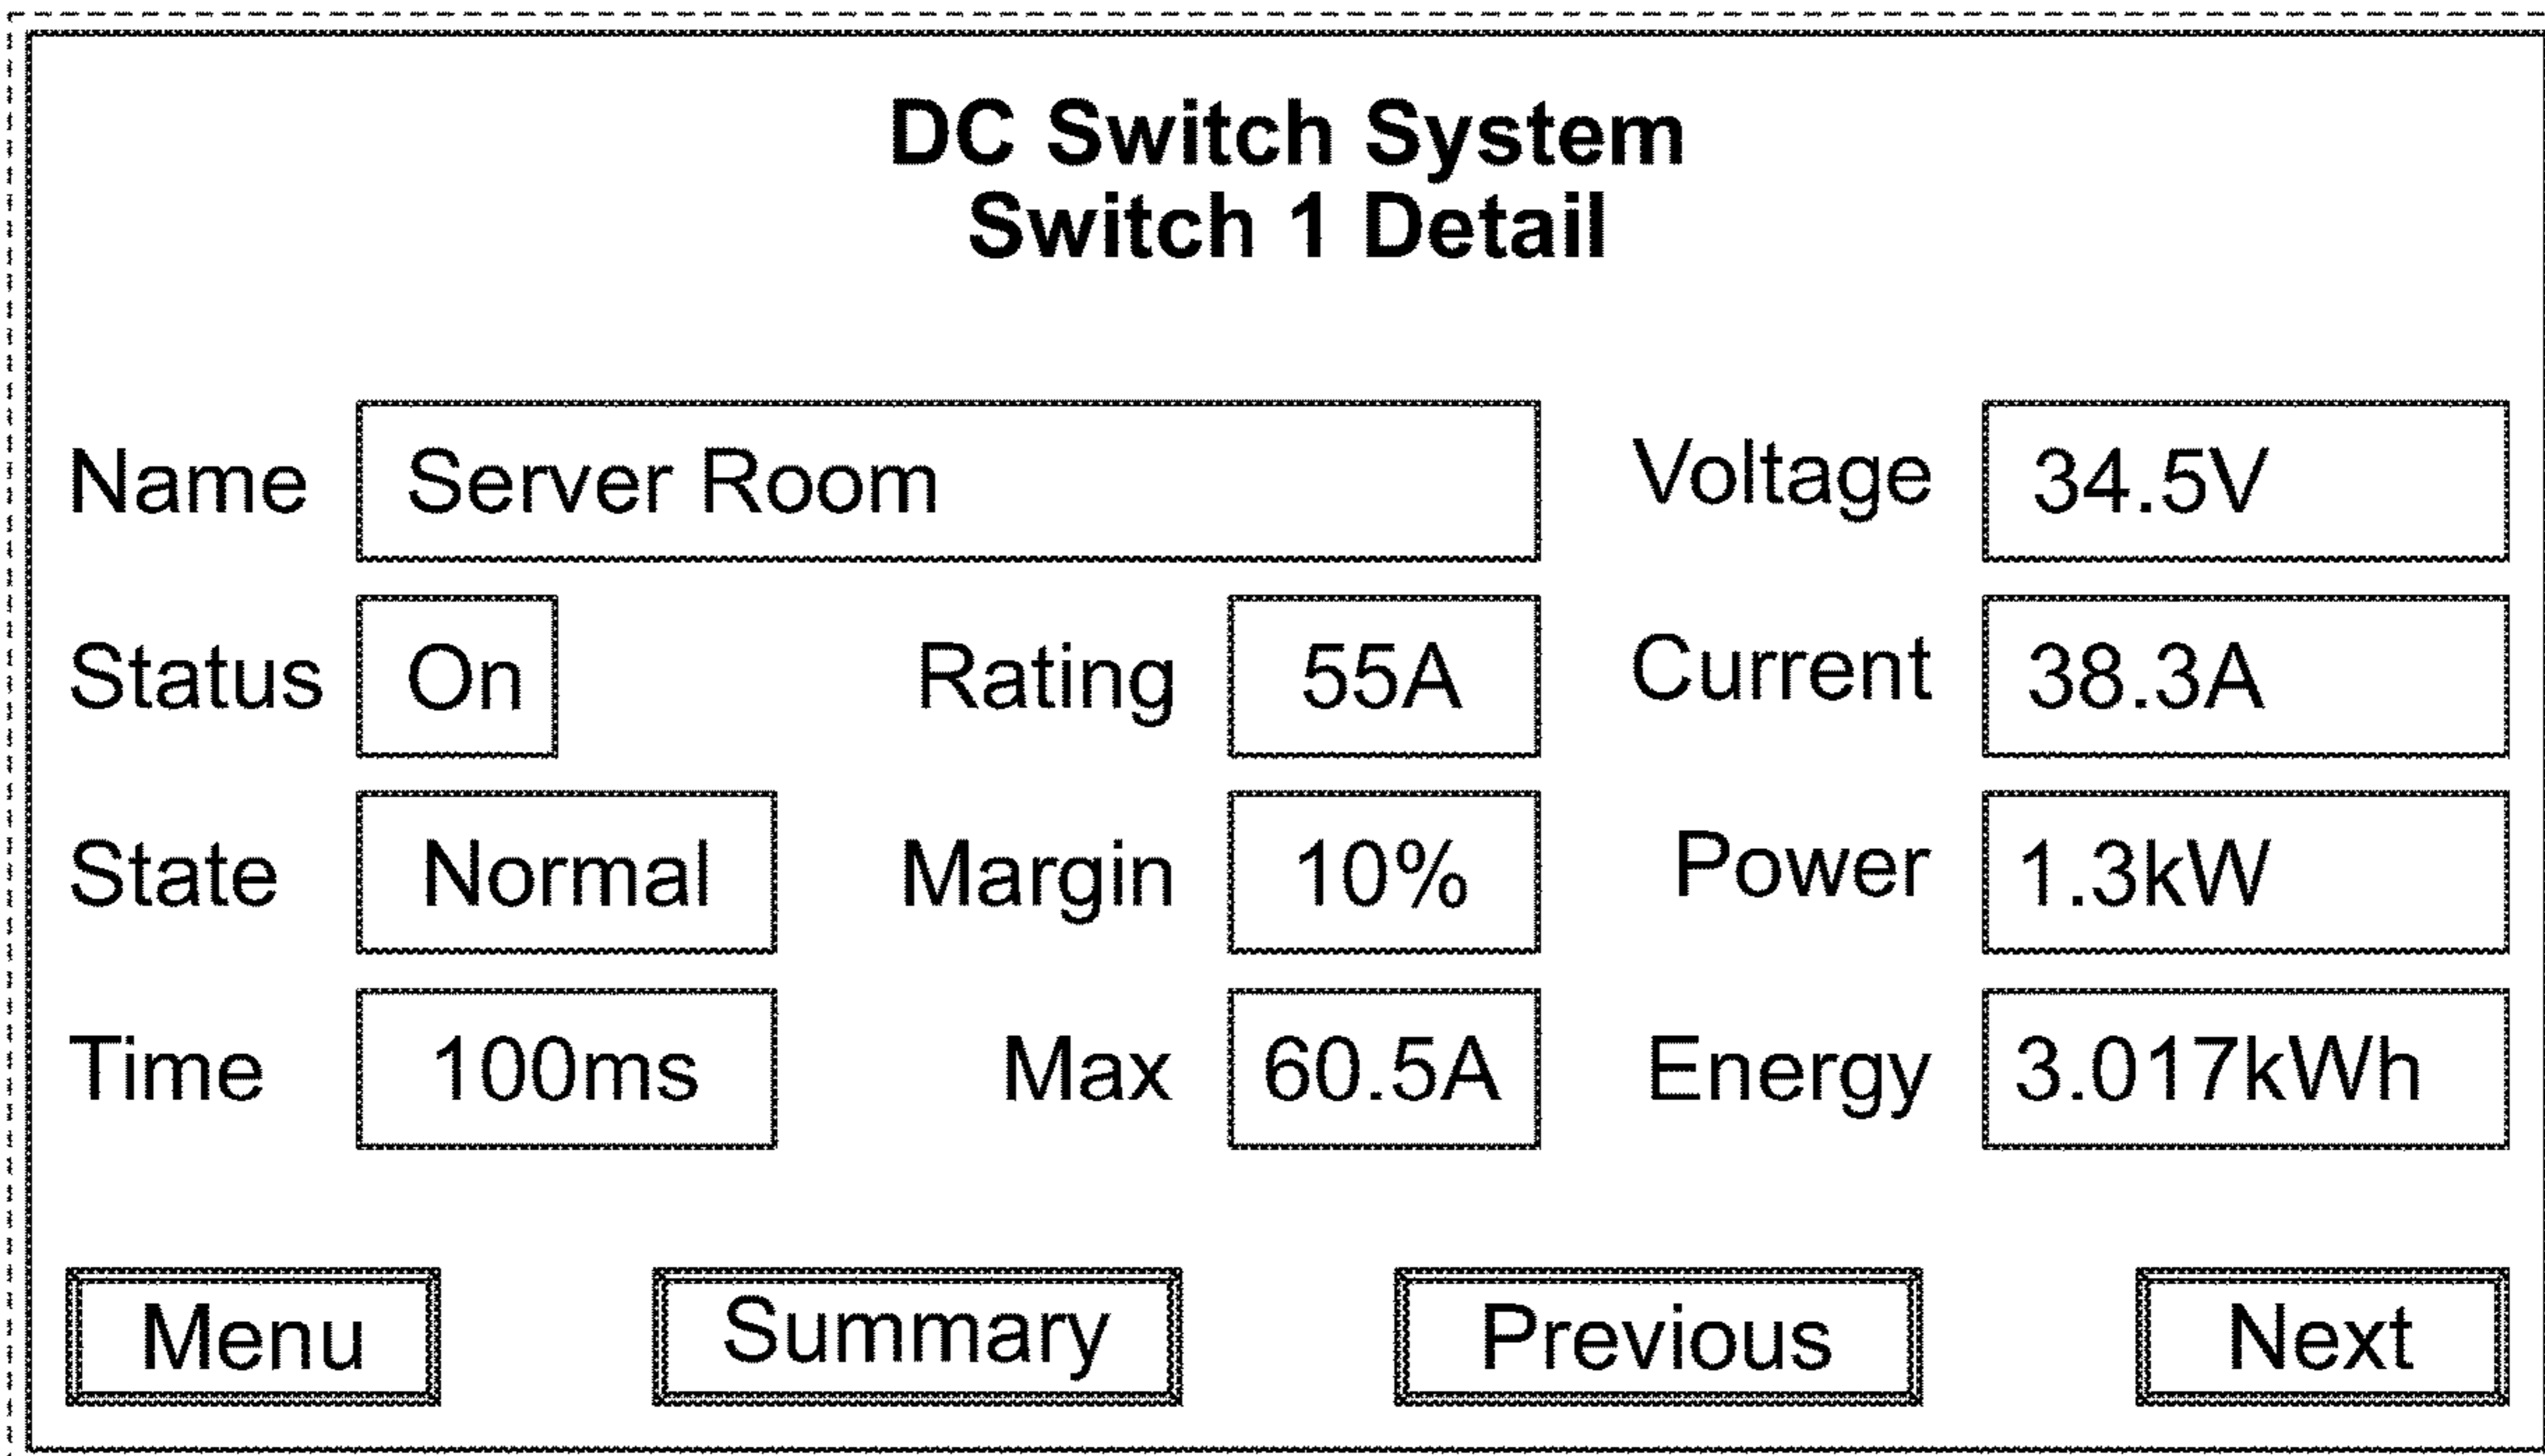 DC Switch System
Switch 1 Detail
Name Server Room Voltage 34.5V
Status On Rating 55A Current 38.3A
State Normal Margin 10% Power 1.3kW
Time 100ms Max 60.5A Energy 3.017kWh
Menu Summary Previous Next